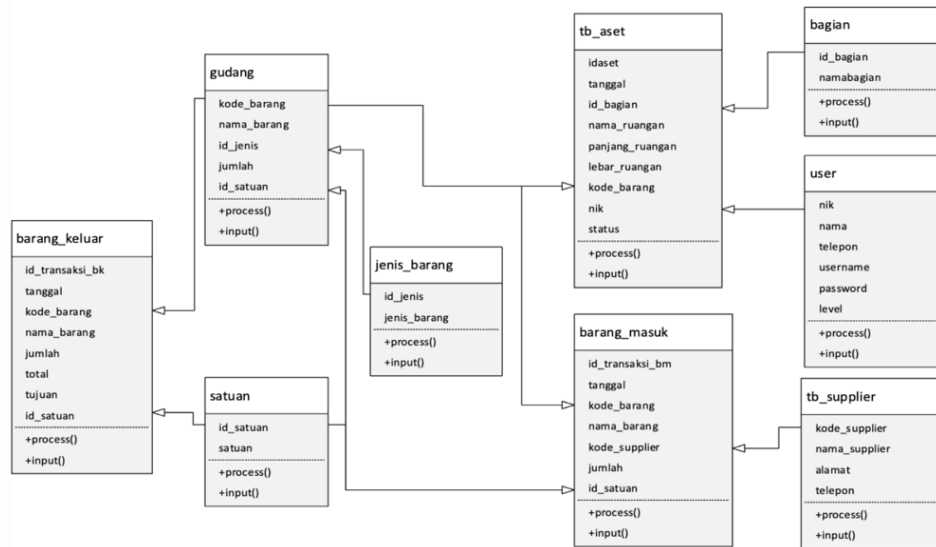 gudang
kode_barang
nama_barang
id_jenis
jumlah
id_satuan
+process()
+input()
barang_keluar
id_transaksi_bk
tanggal
kode_barang
nama_barang
jumlah
total
tujuan
id_satuan
+process()
+input()
satuan
id_satuan
satuan
+process()
+input()
jenis_barang
id_jenis
jenis_barang
+process()
+input()
tb_aset
idaset
tanggal
id_bagian
nama_ruangan
panjang_ruangan
lebar_ruangan
kode_barang
nik
status
+process()
+input()
barang_masuk
id_transaksi_bm
tanggal
kode_barang
nama_barang
kode_supplier
jumlah
id_satuan
+process()
+input()
bagian
id_bagian
namabagian
+process()
+input()
user
nik
nama
telepon
username
password
level
+process()
+input()
tb_supplier
kode_supplier
nama_supplier
alamat
telepon
+process()
+input()